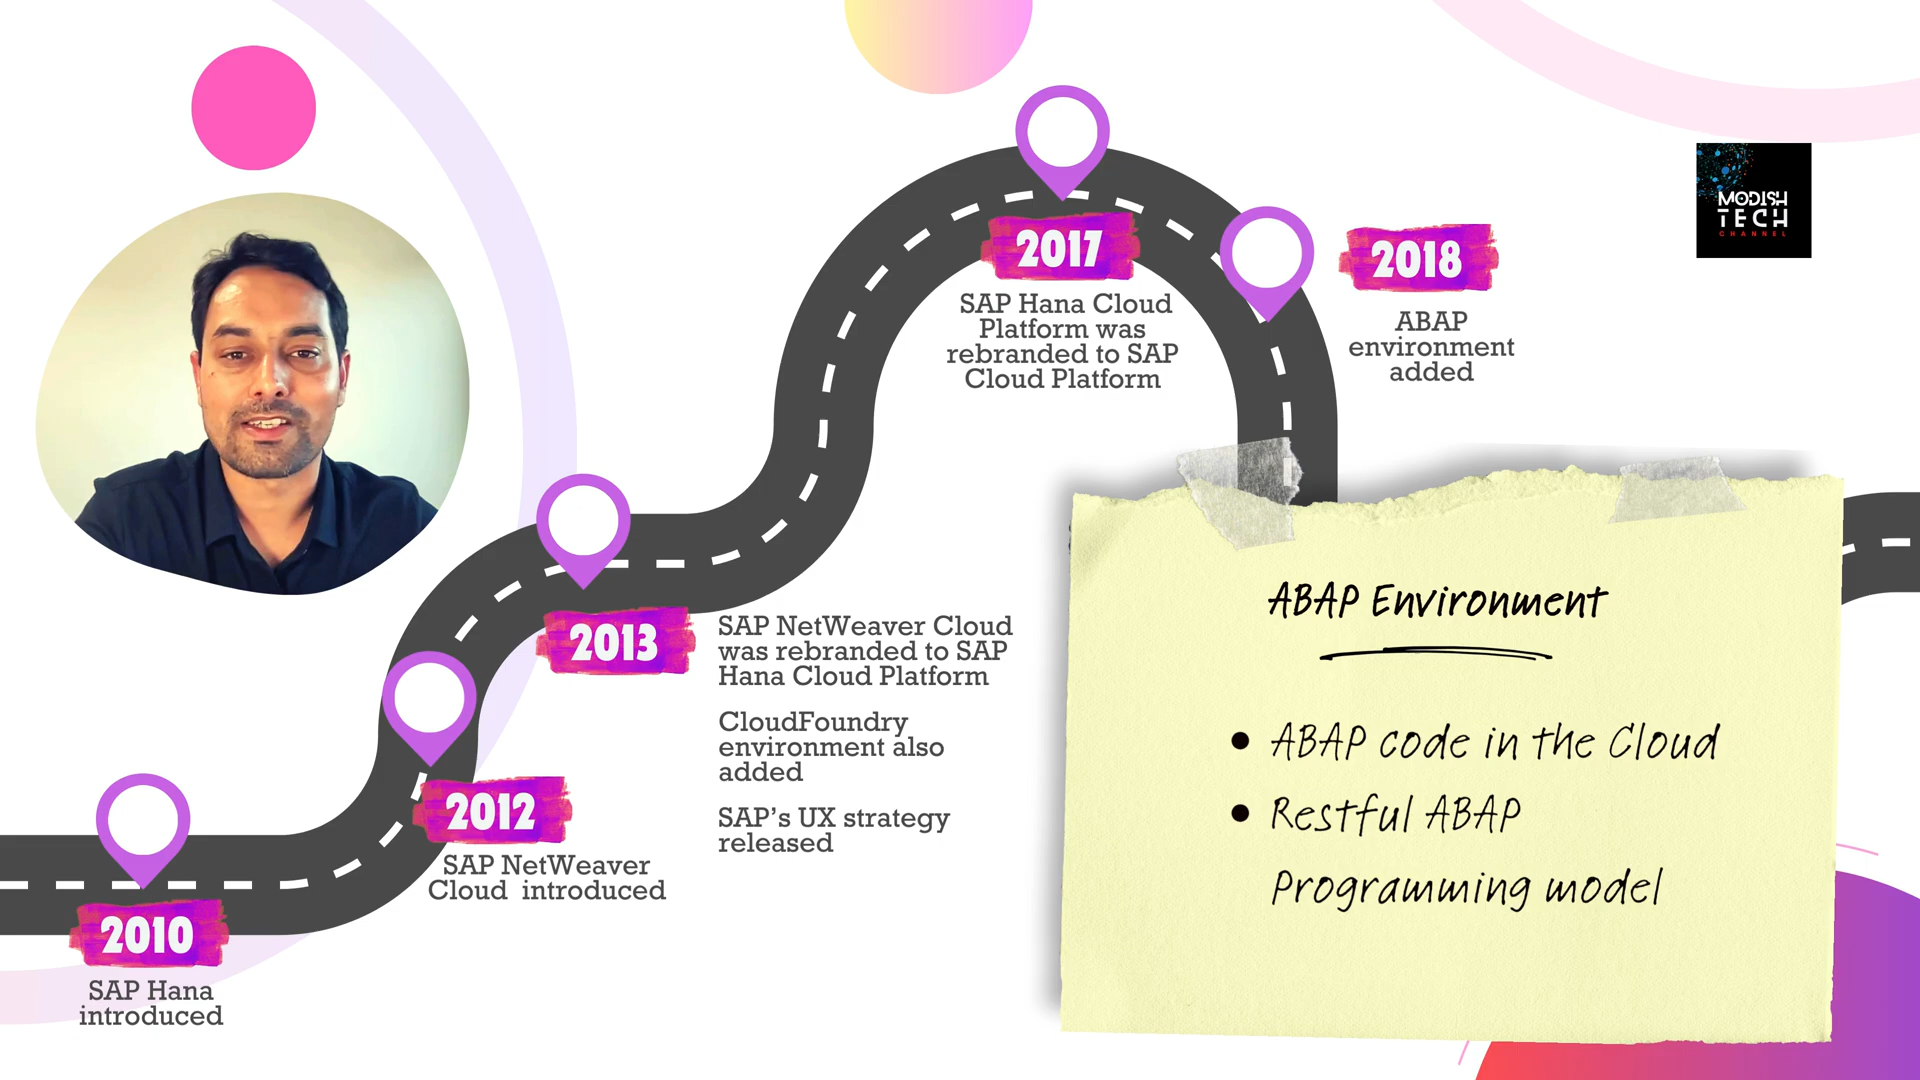 MODISH
TECH
CHANNEL
2017
SAP Hana Cloud
Platform was
rebranded to SAP
Cloud Platform
2018
ABAP
environment
added
2013
SAP NetWeaver Cloud
was rebranded to SAP
Hana Cloud Platform
CloudFoundry
environment also
added
SAP's UX strategy
released
2012
SAP NetWeaver
Cloud introduced
2010
SAP Hana
introduced
ABAP Environment
• ABAP code in the Cloud
• Restful ABAP
Programming model